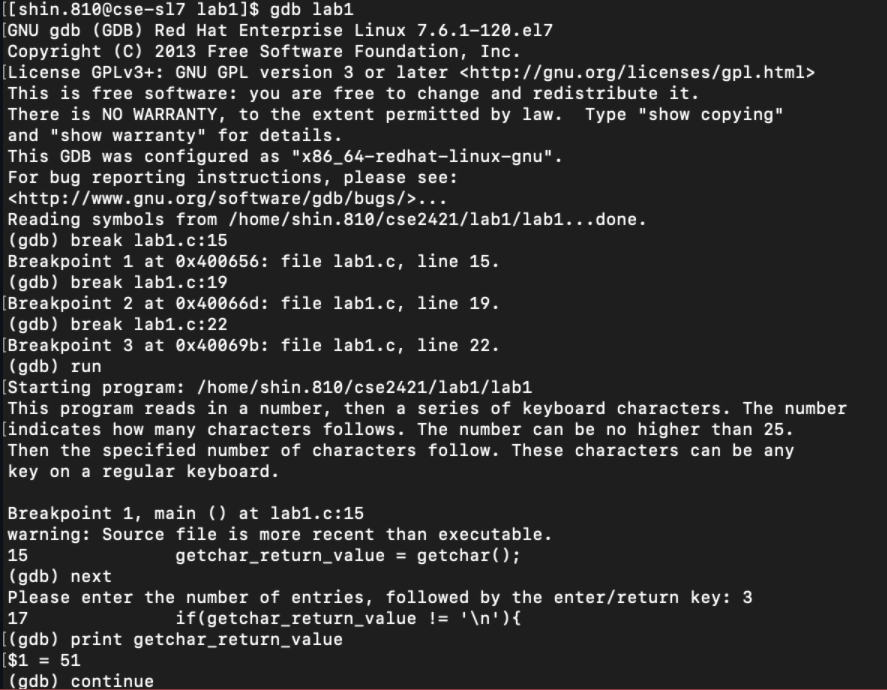 [[shin.810@cse-sl7 lab1]$ gdb lab1
[GNU gdb (GDB) Red Hat Enterprise Linux 7.6.1-120.el7
Copyright (C) 2013 Free Software Foundation, Inc.
[License GPLv3+: GNU GPL version 3 or later <http://gnu.org/licenses/gpl.html>
This is free software: you are free to change and redistribute it.
There is NO WARRANTY, to the extent permitted by law.  Type "show copying"
and "show warranty" for details.
This GDB was configured as "x86_64-redhat-linux-gnu".
For bug reporting instructions, please see:
<http://www.gnu.org/software/gdb/bugs/>...
Reading symbols from /home/shin.810/cse2421/lab1/lab1...done.
(gdb) break lab1.c:15
Breakpoint 1 at 0x400656: file lab1.c, line 15.
(gdb) break lab1.c:19
[Breakpoint 2 at 0x40066d: file lab1.c, line 19.
(gdb) break lab1.c:22
[Breakpoint 3 at 0x40069b: file lab1.c, line 22.
(gdb) run
[Starting program: /home/shin.810/cse2421/lab1/lab1
This program reads in a number, then a series of keyboard characters. The number
[indicates how many characters follows. The number can be no higher than 25.
Then the specified number of characters follow. These characters can be any
key on a regular keyboard.
Breakpoint 1, main () at lab1.c:15
warning: Source file is more recent than executable.
15              getchar_return_value = getchar();
(gdb) next
Please enter the number of entries, followed by the enter/return key: 3
17              if(getchar_return_value != '\n'){
[(gdb) print getchar_return_value
[$1 = 51
(gdb) continue